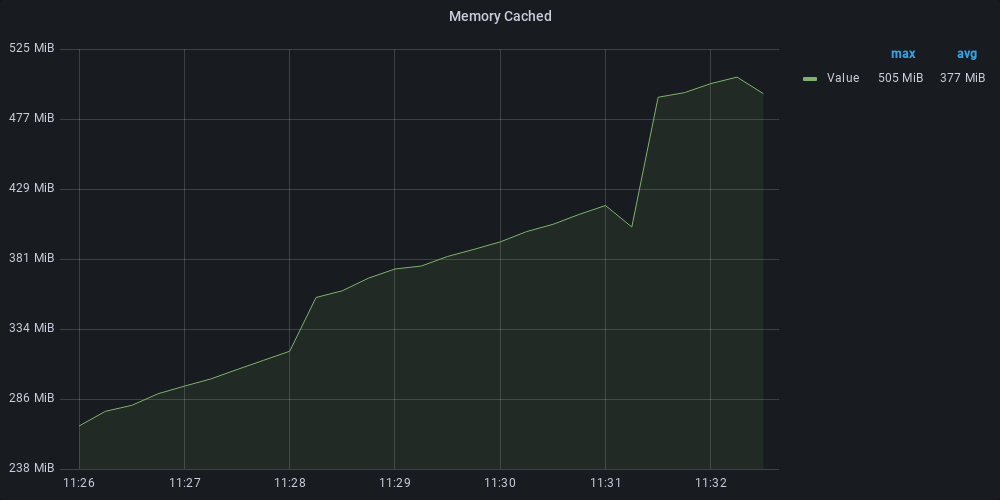 Memory Cached
525 MiB
477 MiB
429 MiB
381 MiB
334 MiB
286 MiB
238 MiB
11:26 11:27 11:28 11:29 11:30 11:31 11:32
max avg
Value 505 MiB 377 MiB